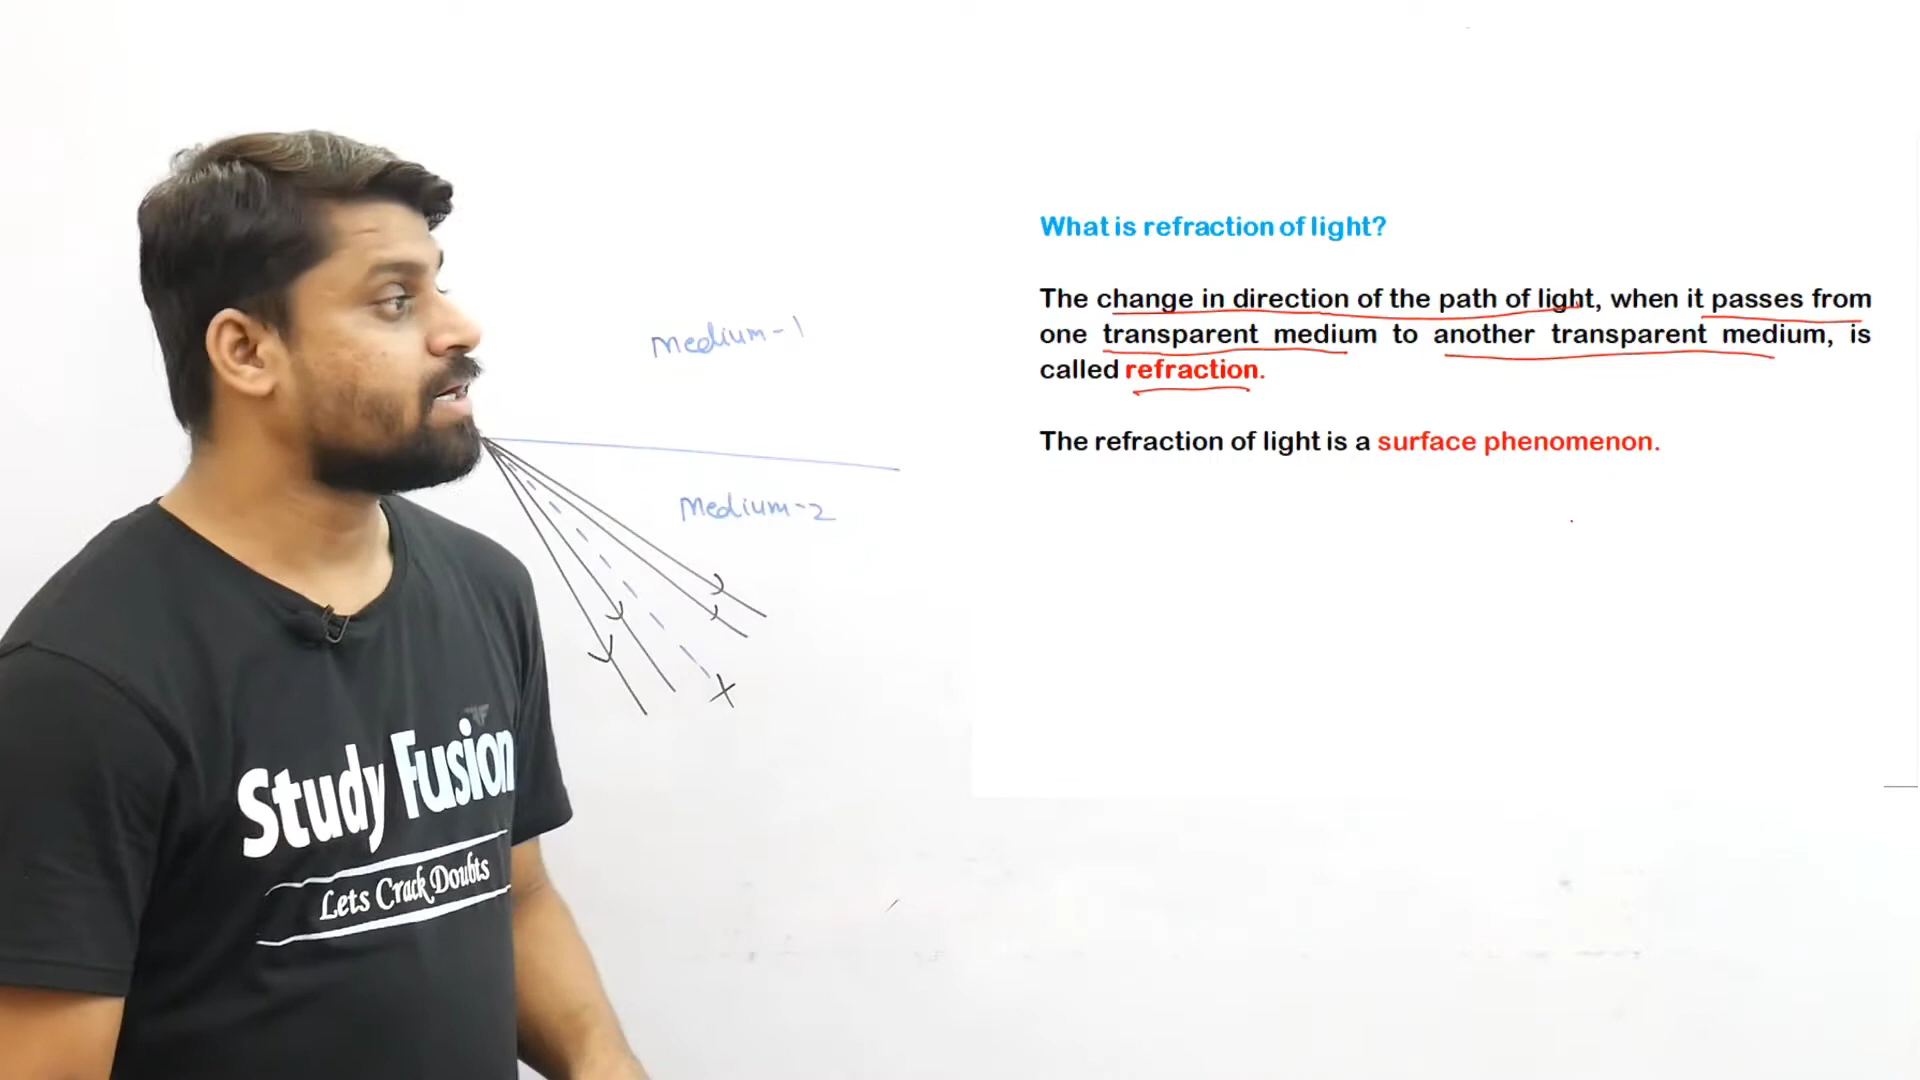 What is refraction of light?
The change in direction of the path of light, when it passes from
one transparent medium to another transparent medium, is
called refraction.
The refraction of light is a surface phenomenon.
Medium-1
Medium-2
Study Fusion
Lets Crack Doubts